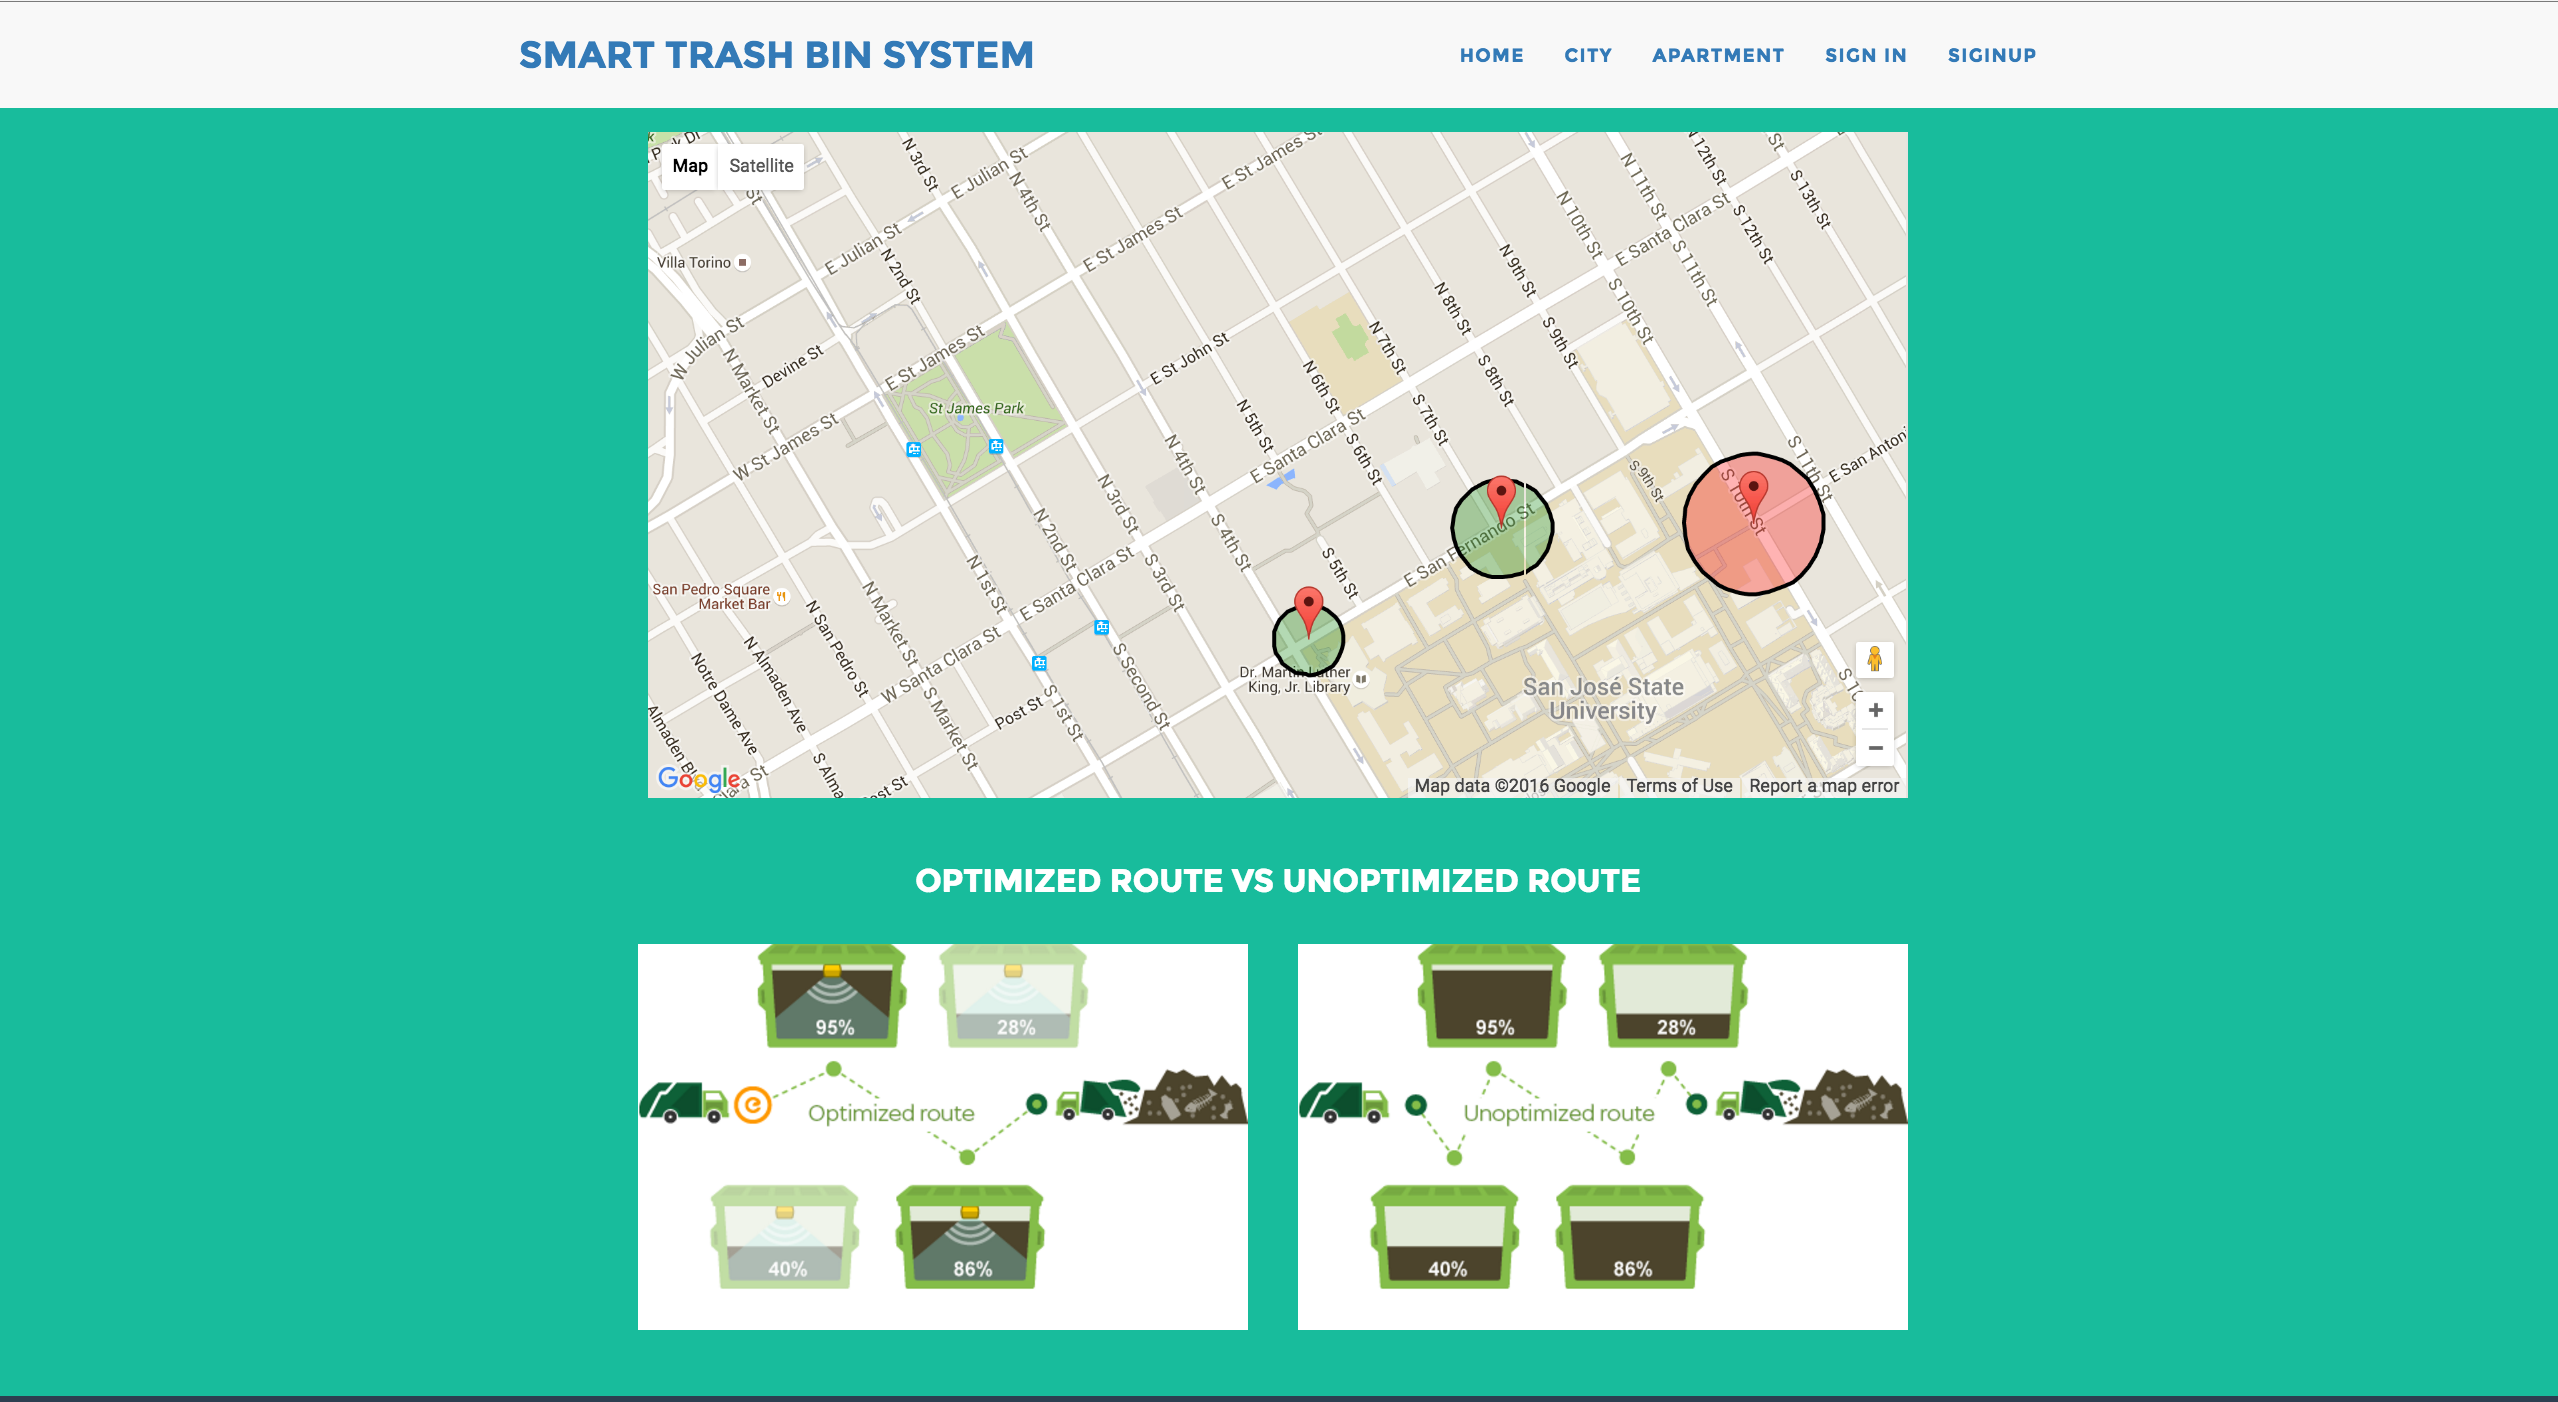 SMART TRASH BIN SYSTEM
HOME CITY APARTMENT SIGN IN SIGINUP
Map Satellite
N 3rd St
E Julian St
N 4th St
E St James St
N 10th St
N 11th St
N 12th St
S 13th St
E Santa Clara St
S 12th St
S 11th St
Villa Torino
E Julian St
N 2nd St
E St James St
N 9th St
S 10th St
N 8th St
S 9th St
W Julian St
N Market St
Devine St
E St James St
E St John St
N 7th St
S 8th St
N 6th St
S 7th St
St James Park
N 5th St
E Santa Clara St
S 6th St
W St James St
N 4th St
N 3rd St
S 4th St
S 9th St
S 10th St
S 11th St
E San Antoni
N 2nd St
E San Fernando St
S 5th St
San Pedro Square
Market Bar
N 1st St
E Santa Clara St
S 3rd St
N San Pedro St
N Market St
N Almaden Ave
Notre Dame Ave
W Santa Clara St
S Second St
S 1st St
Post St
S Market St
Dr. Martin Luther
King, Jr. Library
San José State
University
Google
Map data ©2016 Google Terms of Use Report a map error
OPTIMIZED ROUTE VS UNOPTIMIZED ROUTE
95% 28%
Optimized route
40% 86%
95% 28%
Unoptimized route
40% 86%